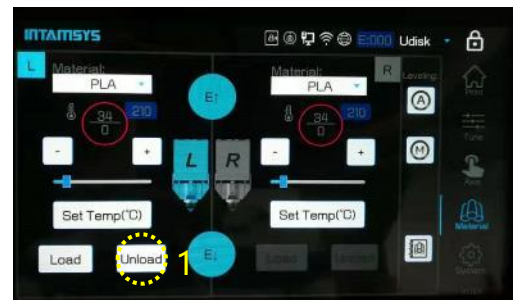 INTAMSYS
E:000 Udisk
L Material: R Material: Leveling:
PLA PLA
E↑
34 210 34 210
0 0
A
- + L R - + M
Set Temp(°C) Set Temp(°C)
Load Unload 1 E↓ Load Unload
Print
Tune
Axis
Material
System